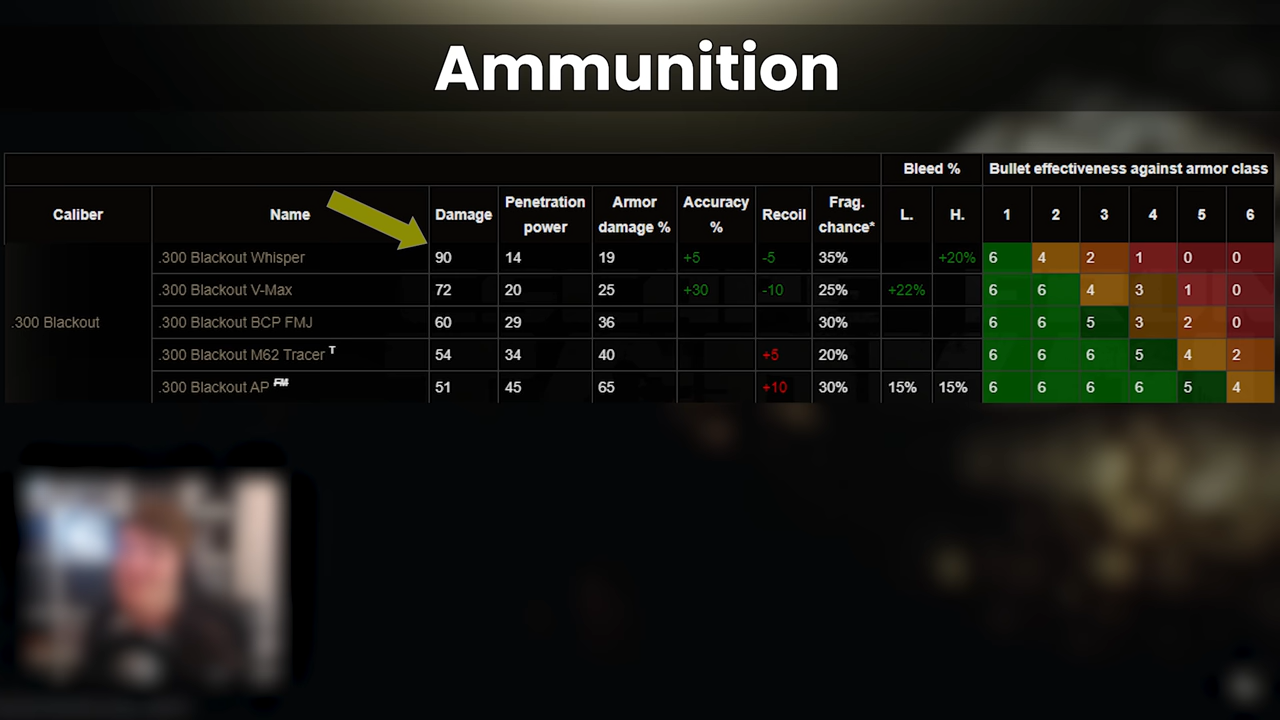 Ammunition
Bleed % Bullet effectiveness against armor class
Caliber Name Damage Penetration power Armor damage % Accuracy % Recoil Frag. chance* L. H. 1 2 3 4 5 6
.300 Blackout Whisper 90 14 19 +5 -5 35% +20% 6 4 2 1 0 0
.300 Blackout V-Max 72 20 25 +30 -10 25% +22% 6 6 4 3 1 0
.300 Blackout .300 Blackout BCP FMJ 60 29 36 30% 6 6 5 3 2 0
.300 Blackout M62 Tracer T 54 34 40 +5 20% 6 6 6 5 4 2
.300 Blackout AP FM 51 45 65 +10 30% 15% 15% 6 6 6 6 5 4